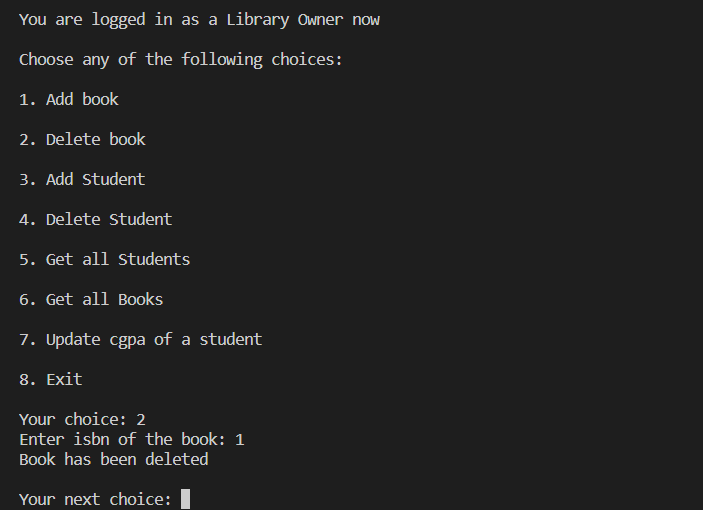 You are logged in as a Library Owner now
Choose any of the following choices:
1. Add book
2. Delete book
3. Add Student
4. Delete Student
5. Get all Students
6. Get all Books
7. Update cgpa of a student
8. Exit
Your choice: 2
Enter isbn of the book: 1
Book has been deleted
Your next choice: